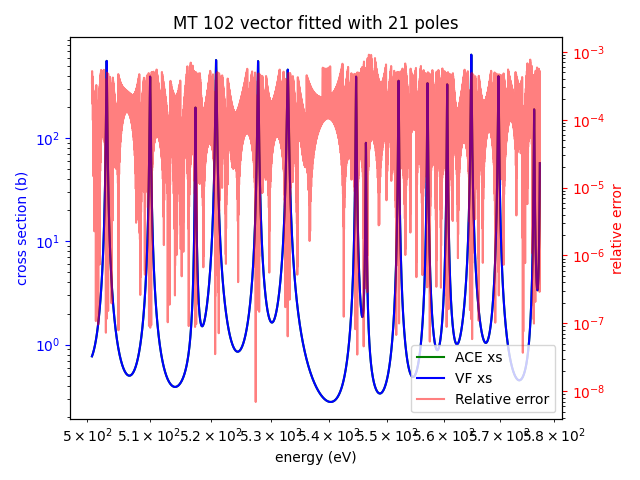 MT 102 vector fitted with 21 poles
10²
10¹
10⁰
cross section (b)
10⁻³
10⁻⁴
10⁻⁵
10⁻⁶
10⁻⁷
10⁻⁸
relative error
ACE xs
VF xs
Relative error
5 × 10² 5.1 × 10² 5.2 × 10² 5.3 × 10² 5.4 × 10² 5.5 × 10² 5.6 × 10² 5.7 × 10² 5.8 × 10²
energy (eV)